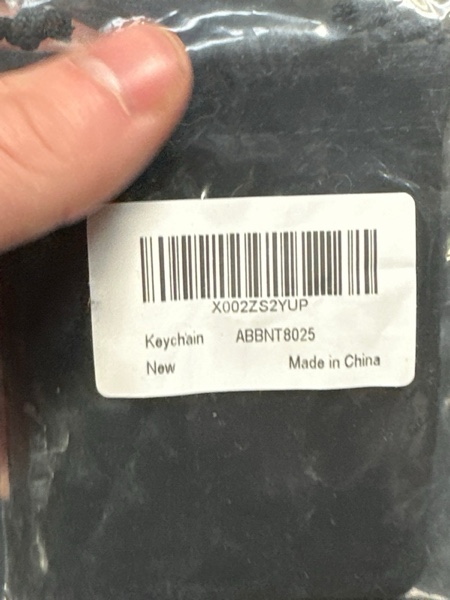 X002ZS2YUP
Keychain ABBNT8025
New Made in China